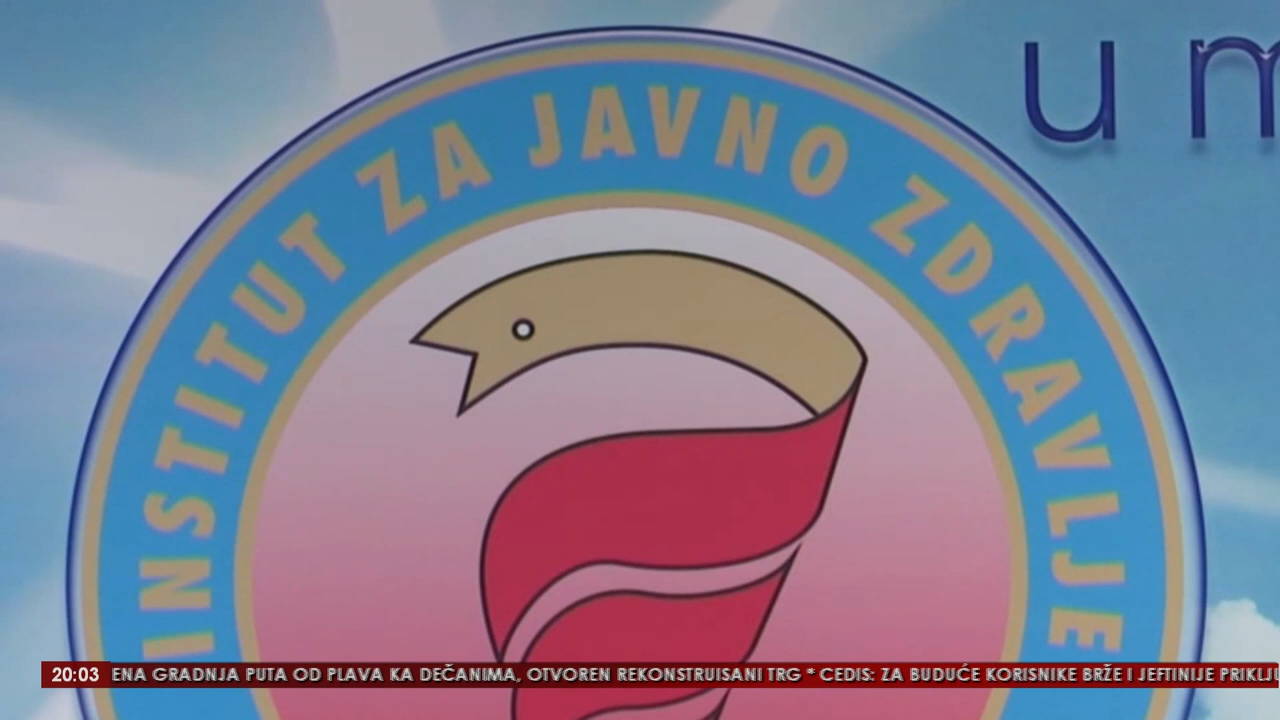 um
INSTITUT ZA JAVNO ZDRAVLJE
20:03 ENA GRADNJA PUTA OD PLAVA KA DEČANIMA, OTVOREN REKONSTRUISANI TRG * CEDIS: ZA BUDUĆE KORISNIKE BRŽE I JEFTINIJE PRIKLJU